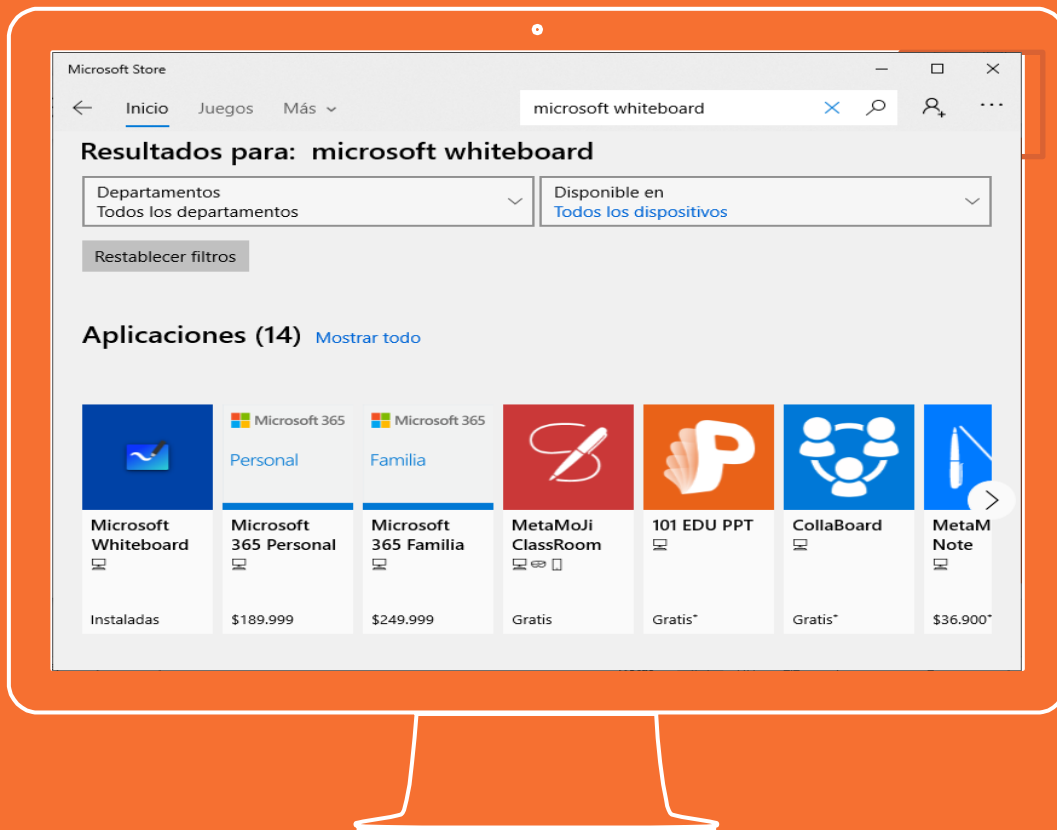 Microsoft Store
Inicio Juegos Más microsoft whiteboard
Resultados para: microsoft whiteboard
Departamentos
Todos los departamentos
Disponible en
Todos los dispositivos
Restablecer filtros
Aplicaciones (14) Mostrar todo
Microsoft 365
Personal
Microsoft 365
Familia
Microsoft
Whiteboard
Instaladas
Microsoft
365 Personal
$189.999
Microsoft
365 Familia
$249.999
MetaMoJi
ClassRoom
Gratis
101 EDU PPT
Gratis*
CollaBoard
Gratis*
MetaM
Note
$36.900*